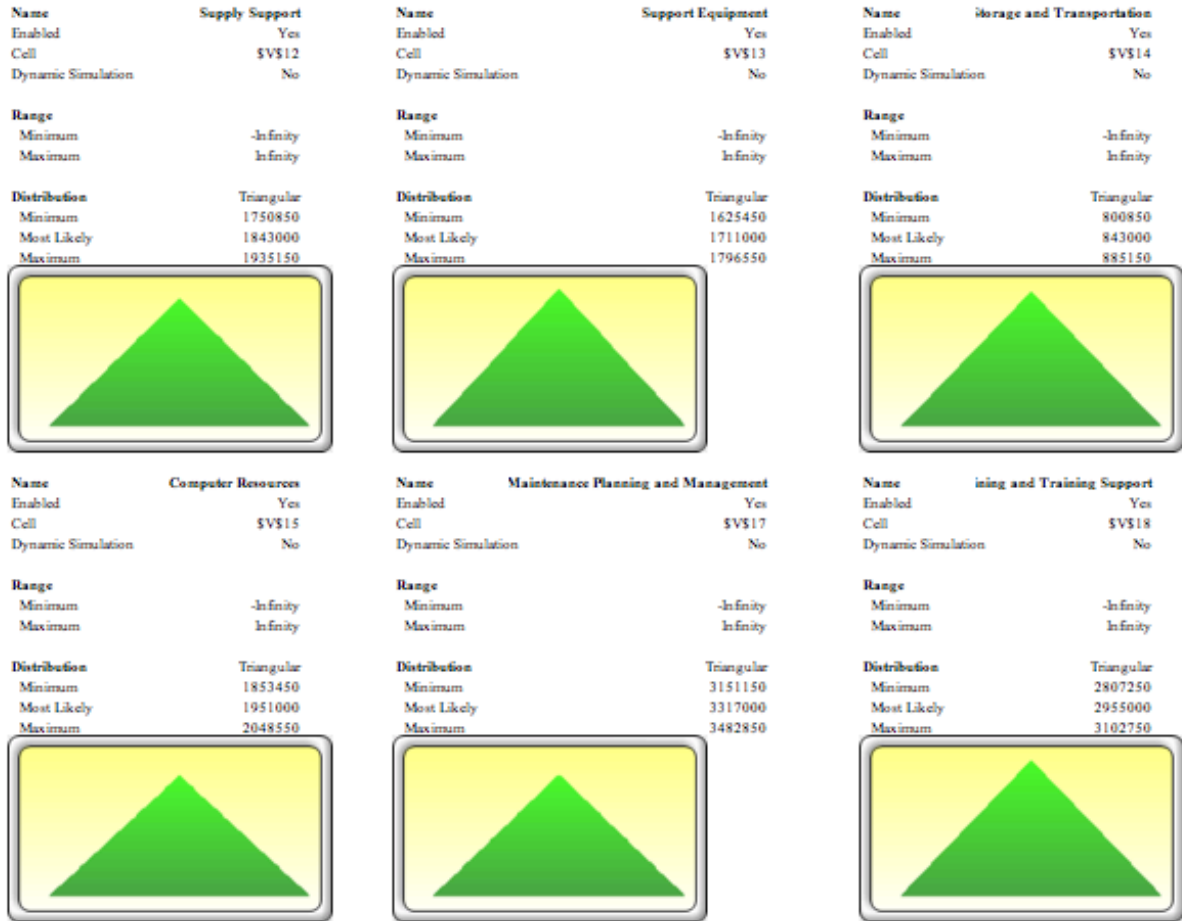 Name Supply Support
Enabled Yes
Cell $V$12
Dynamic Simulation No
Range
Minimum -Infinity
Maximum Infinity
Distribution Triangular
Minimum 1750850
Most Likely 1843000
Maximum 1935150
Name Support Equipment
Enabled Yes
Cell $V$13
Dynamic Simulation No
Range
Minimum -Infinity
Maximum Infinity
Distribution Triangular
Minimum 1625450
Most Likely 1711000
Maximum 1796550
Name Storage and Transportation
Enabled Yes
Cell $V$14
Dynamic Simulation No
Range
Minimum -Infinity
Maximum Infinity
Distribution Triangular
Minimum 800850
Most Likely 843000
Maximum 885150
Name Computer Resources
Enabled Yes
Cell $V$15
Dynamic Simulation No
Range
Minimum -Infinity
Maximum Infinity
Distribution Triangular
Minimum 1853450
Most Likely 1951000
Maximum 2048550
Name Maintenance Planning and Management
Enabled Yes
Cell $V$17
Dynamic Simulation No
Range
Minimum -Infinity
Maximum Infinity
Distribution Triangular
Minimum 3151150
Most Likely 3317000
Maximum 3482850
Name ining and Training Support
Enabled Yes
Cell $V$18
Dynamic Simulation No
Range
Minimum -Infinity
Maximum Infinity
Distribution Triangular
Minimum 2807250
Most Likely 2955000
Maximum 3102750